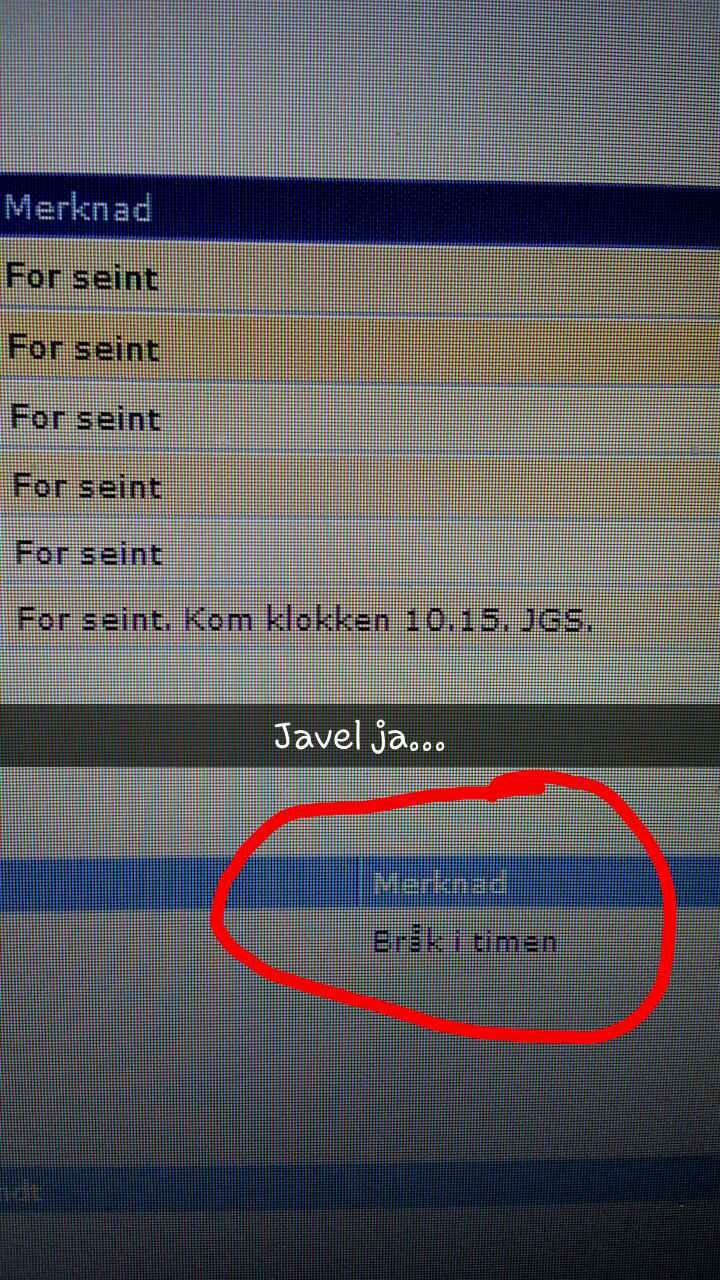 Merknad
For seint
For seint
For seint
For seint
For seint
For seint. Kom klokken 10.15. JGS.
Javel ja...
Merknad
Bråk i timen
ndt